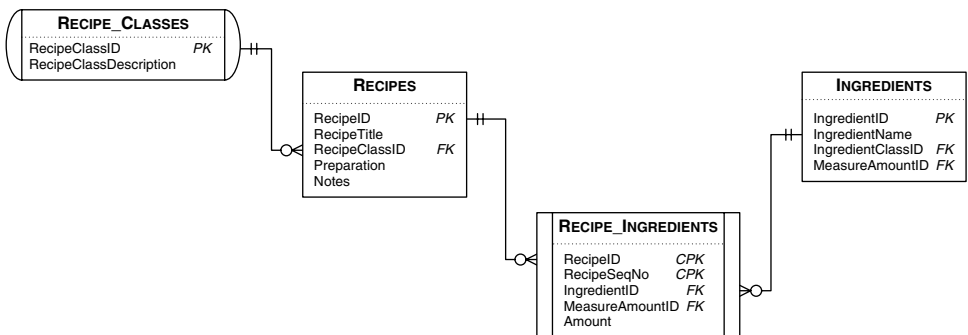 RECIPE_CLASSES
RecipeClassID PK
RecipeClassDescription
RECIPES
RecipeID PK
RecipeTitle
RecipeClassID FK
Preparation
Notes
INGREDIENTS
IngredientID PK
IngredientName
IngredientClassID FK
MeasureAmountID FK
RECIPE_INGREDIENTS
RecipeID CPK
RecipeSeqNo CPK
IngredientID FK
MeasureAmountID FK
Amount